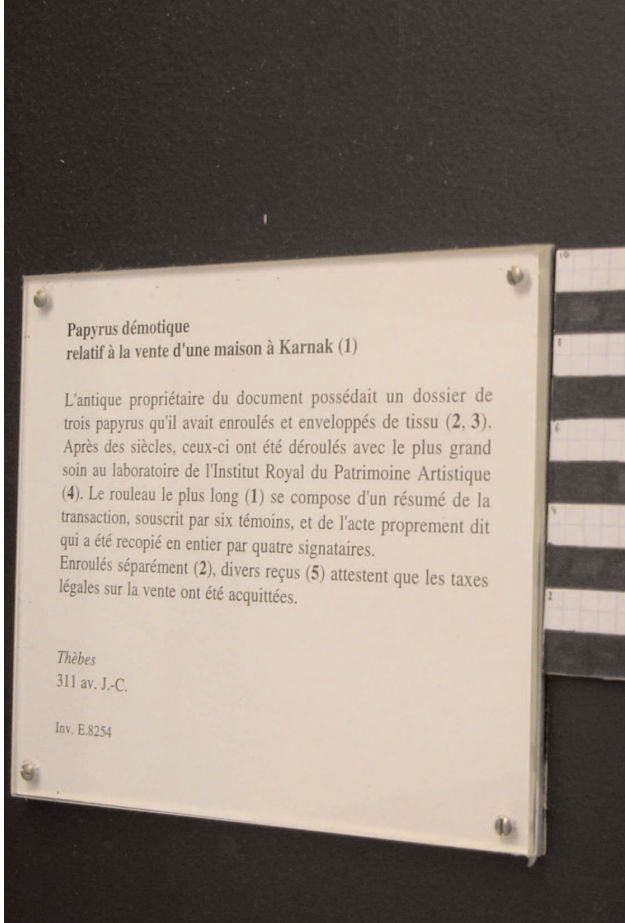 Papyrus démotique
relatif à la vente d'une maison à Karnak (1)
L'antique propriétaire du document possédait un dossier de
trois papyrus qu'il avait enroulés et enveloppés de tissu (2, 3).
Après des siècles, ceux-ci ont été déroulés avec le plus grand
soin au laboratoire de l'Institut Royal du Patrimoine Artistique
(4). Le rouleau le plus long (1) se compose d'un résumé de la
transaction, souscrit par six témoins, et de l'acte proprement dit
qui a été recopié en entier par quatre signataires.
Enroulés séparément (2), divers reçus (5) attestent que les taxes
légales sur la vente ont été acquittées.
Thèbes
311 av. J.-C.
Inv. E.8254
10